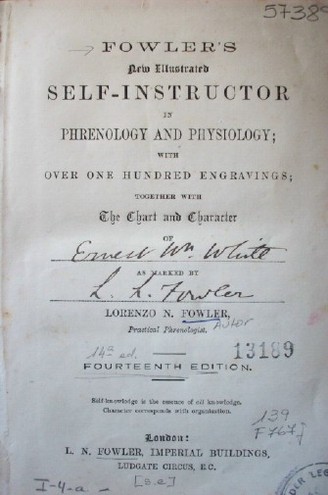 57389
FOWLER'S
New Illustrated
SELF-INSTRUCTOR
IN
PHRENOLOGY AND PHYSIOLOGY;
WITH
OVER ONE HUNDRED ENGRAVINGS;
TOGETHER WITH
The Chart and Character
OF
Ernest Wm. White
AS MARKED BY
L. N. Fowler
LORENZO N. FOWLER,
Autor
Practical Phrenologist.
14ª ed.
13189
FOURTEENTH EDITION.
Self-knowledge is the essence of all knowledge.
Character corresponds with organisation.
139
F767
London:
L. N. FOWLER, IMPERIAL BUILDINGS,
LUDGATE CIRCUS, E.C.
I-4-a - [s.e]
DER LEG